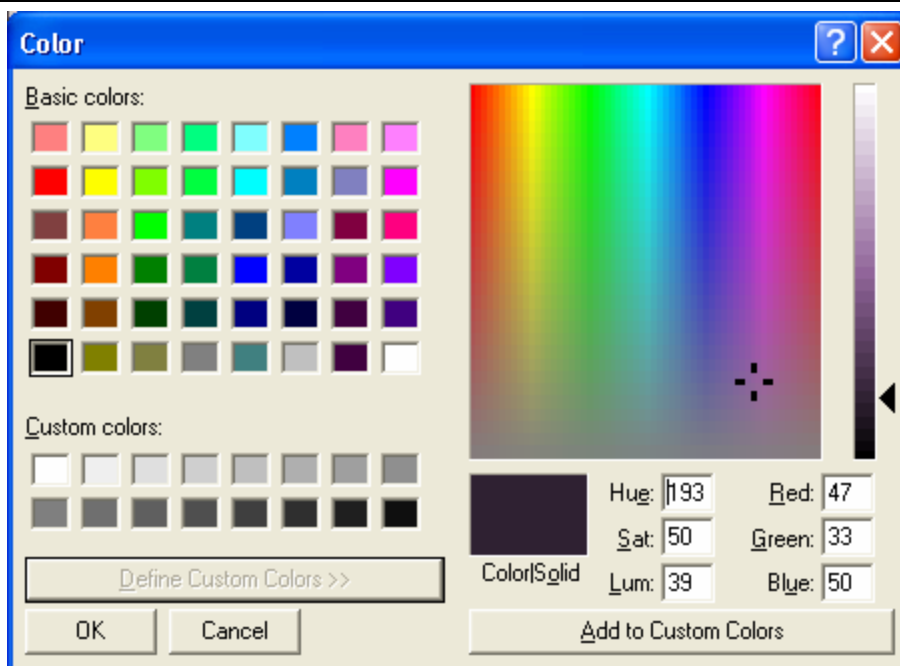 Color
Basic colors:
Custom colors:
Define Custom Colors >>
OK Cancel
Color|Solid
Hue: 193 Red: 47
Sat: 50 Green: 33
Lum: 39 Blue: 50
Add to Custom Colors